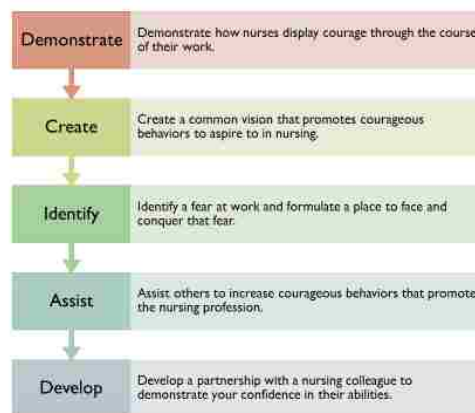 Demonstrate
Demonstrate how nurses display courage through the course
of their work.
Create
Create a common vision that promotes courageous
behaviors to aspire to in nursing.
Identify
Identify a fear at work and formulate a place to face and
conquer that fear.
Assist
Assist others to increase courageous behaviors that promote
the nursing profession.
Develop
Develop a partnership with a nursing colleague to
demonstrate your confidence in their abilities.